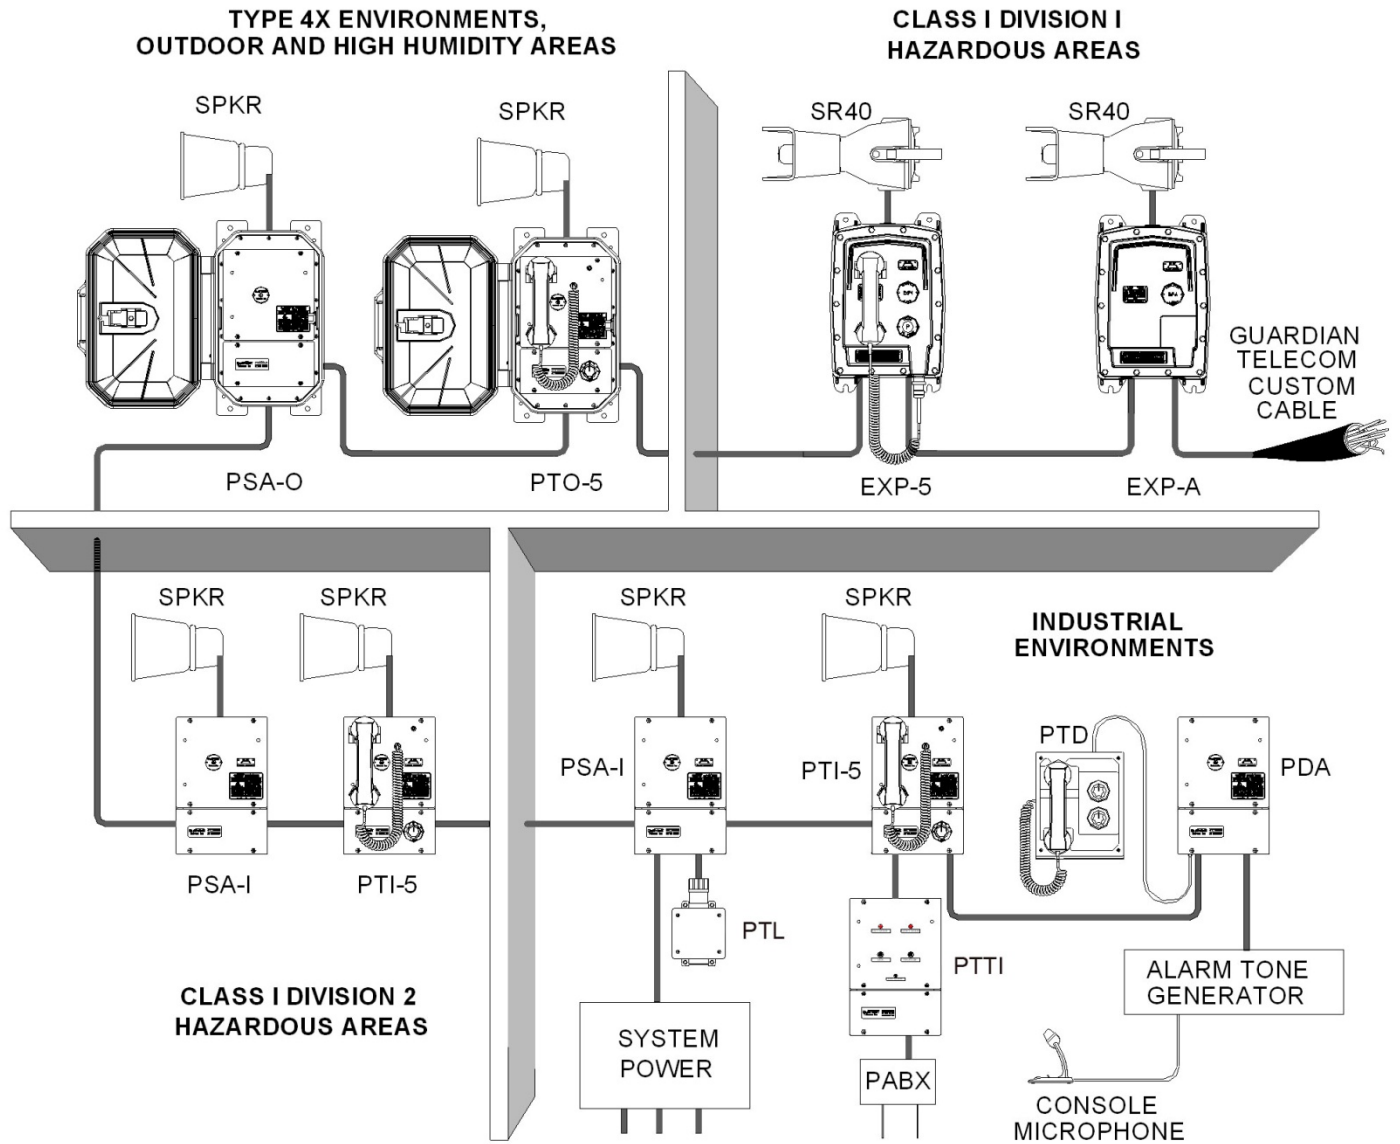 TYPE 4X ENVIRONMENTS,
OUTDOOR AND HIGH HUMIDITY AREAS
CLASS I DIVISION I
HAZARDOUS AREAS
SPKR
SPKR
SR40
SR40
GUARDIAN
TELECOM
CUSTOM
CABLE
PSA-O
PTO-5
EXP-5
EXP-A
SPKR
SPKR
SPKR
SPKR
INDUSTRIAL
ENVIRONMENTS
PSA-I
PTI-5
PTD
PDA
PSA-I
PTI-5
PTL
PTTI
CLASS I DIVISION 2
HAZARDOUS AREAS
ALARM TONE
GENERATOR
SYSTEM
POWER
PABX
CONSOLE
MICROPHONE